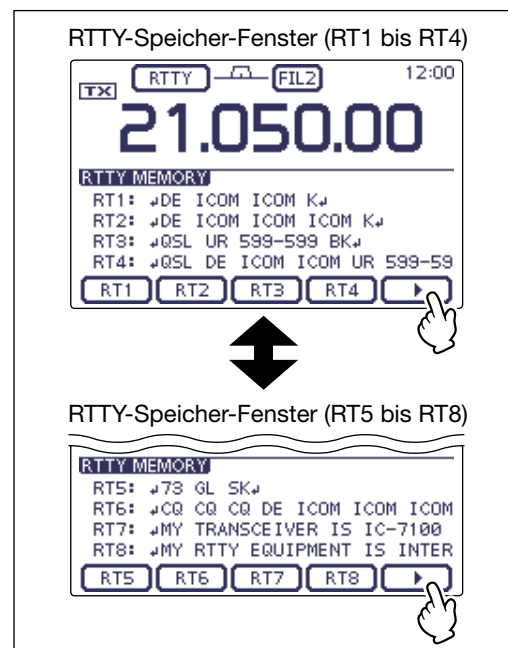 RTTY-Speicher-Fenster (RT1 bis RT4)
TX RTTY FIL2 12:00
21.050.00
RTTY MEMORY
RT1: ↲DE ICOM ICOM K↲
RT2: ↲DE ICOM ICOM ICOM K↲
RT3: ↲QSL UR 599-599 BK↲
RT4: ↲QSL DE ICOM ICOM UR 599-59
RT1 RT2 RT3 RT4
RTTY-Speicher-Fenster (RT5 bis RT8)
RTTY MEMORY
RT5: ↲73 GL SK↲
RT6: ↲CQ CQ CQ DE ICOM ICOM ICOM
RT7: ↲MY TRANSCEIVER IS IC-7100
RT8: ↲MY RTTY EQUIPMENT IS INTER
RT5 RT6 RT7 RT8